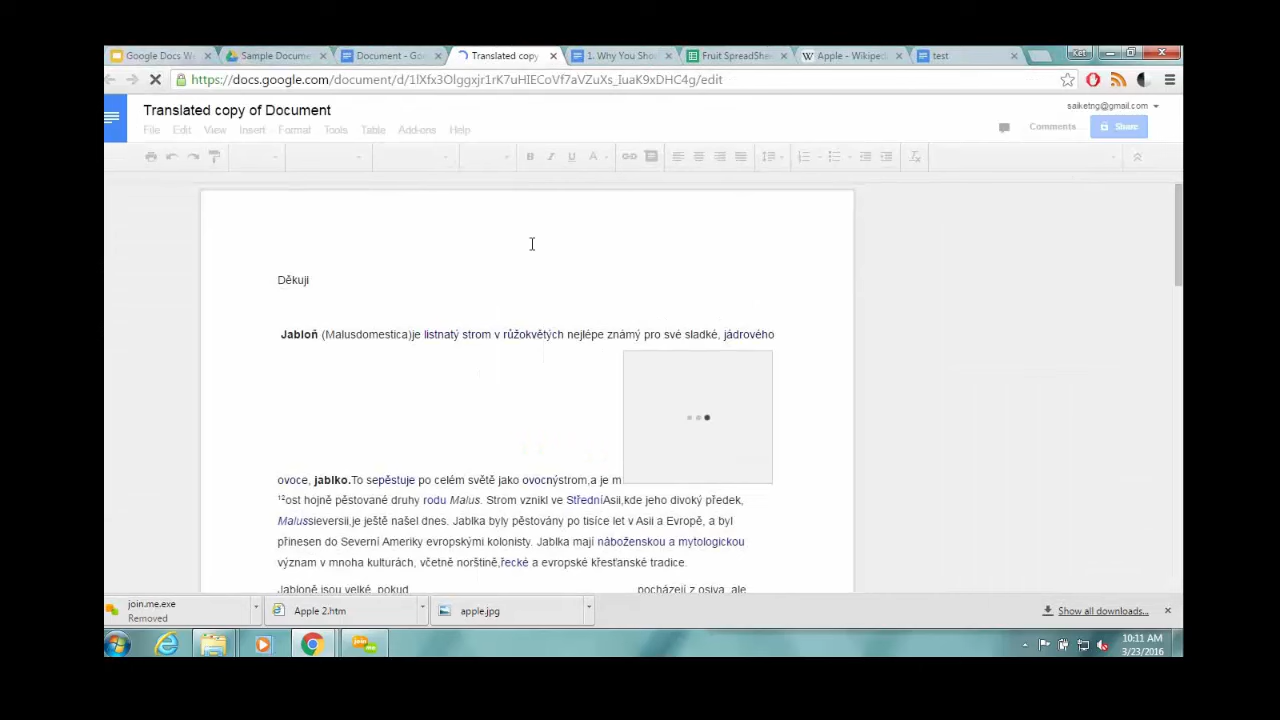 Google Docs W
Sample Docume
Document - Go
Translated copy
1. Why You Sho
Fruit SpreadShe
W Apple - Wikiped
test
https://docs.google.com/document/d/1lXfx3Olggxjr1rK7uHIECoVf7aVZuXs_IuaK9xDHC4g/edit
Translated copy of Document
saiketng@gmail.com
File Edit View Insert Format Tools Table Add-ons Help
Comments
Share
B I U A
Děkuji
Jabloň (Malusdomestica)je listnatý strom v růžokvětých nejlépe známý pro své sladké, jádrového
ovoce, jablko.To sepěstuje po celém světě jako ovocnýstrom,a je m
12ost hojně pěstované druhy rodu Malus. Strom vznikl ve StředníAsii,kde jeho divoký předek,
Malussieversii,je ještě našel dnes. Jablka byly pěstovány po tisíce let v Asii a Evropě, a byl
přinesen do Severní Ameriky evropskými kolonisty. Jablka mají náboženskou a mytologickou
význam v mnoha kulturách, včetně norštině,řecké a evropské křesťanské tradice.
Jabloně jsou velké, pokud pocházejí z osiva, ale
join.me.exe
Removed
Apple 2.htm
apple.jpg
Show all downloads...
10:11 AM
3/23/2016